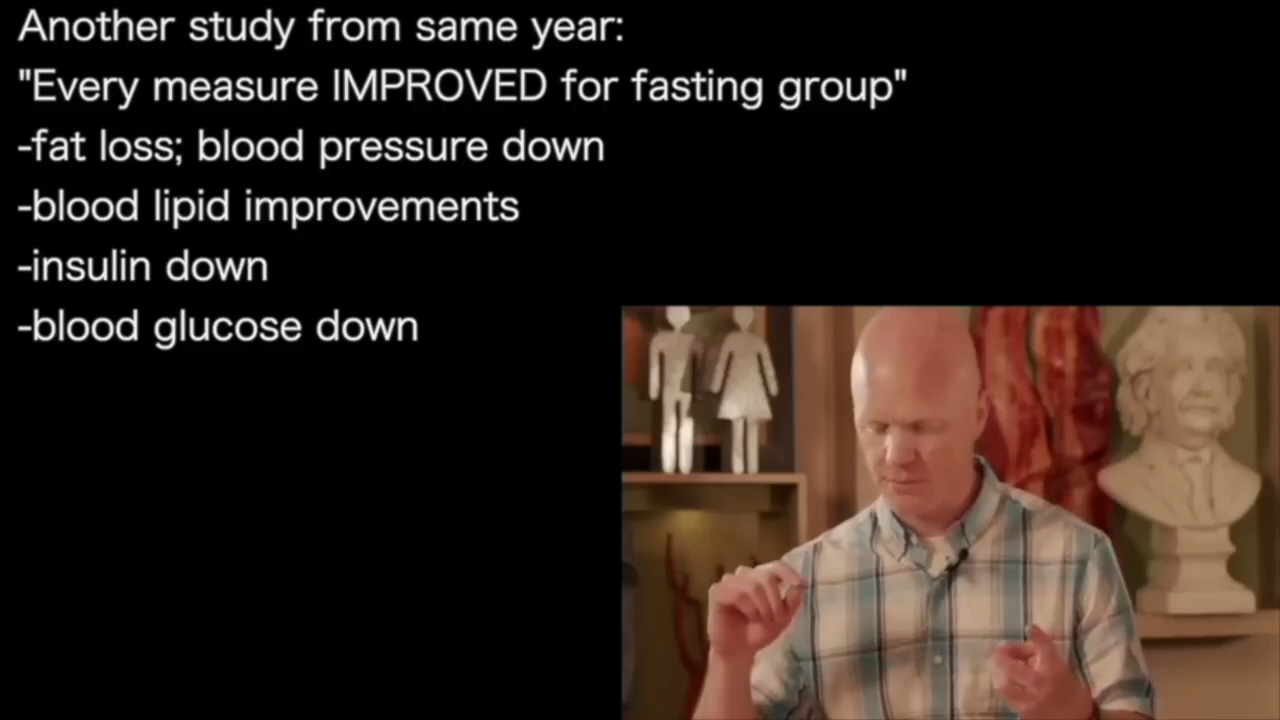 Another study from same year:
"Every measure IMPROVED for fasting group"
-fat loss; blood pressure down
-blood lipid improvements
-insulin down
-blood glucose down